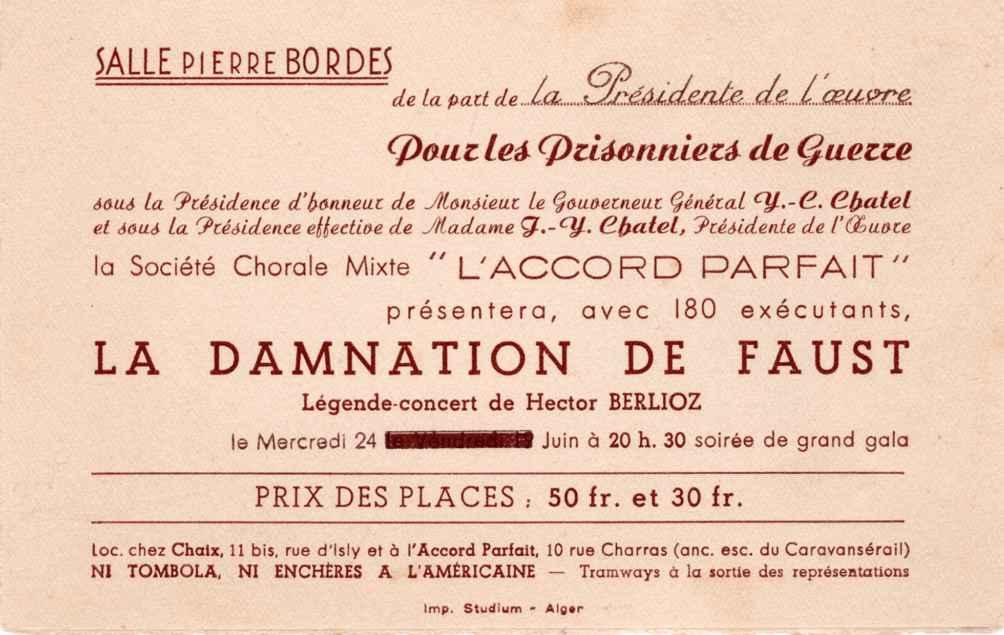 SALLE PIERRE BORDES
de la part de la Présidente de l'œuvre
Pour les Prisonniers de Guerre
sous la Présidence d'honneur de Monsieur le Gouverneur Général Y.-C. Chatel
et sous la Présidence effective de Madame J.-Y. Chatel, Présidente de l'Œuvre
la Société Chorale Mixte "L'ACCORD PARFAIT"
présentera, avec 180 exécutants,
LA DAMNATION DE FAUST
Légende-concert de Hector BERLIOZ
le Mercredi 24 le Vendredi Juin à 20 h. 30 soirée de grand gala
PRIX DES PLACES : 50 fr. et 30 fr.
Loc. chez Chaix, 11 bis, rue d'Isly et à l'Accord Parfait, 10 rue Charras (anc. esc. du Caravansérail)
NI TOMBOLA, NI ENCHÈRES A L'AMÉRICAINE — Tramways à la sortie des représentations
Imp. Studium - Alger